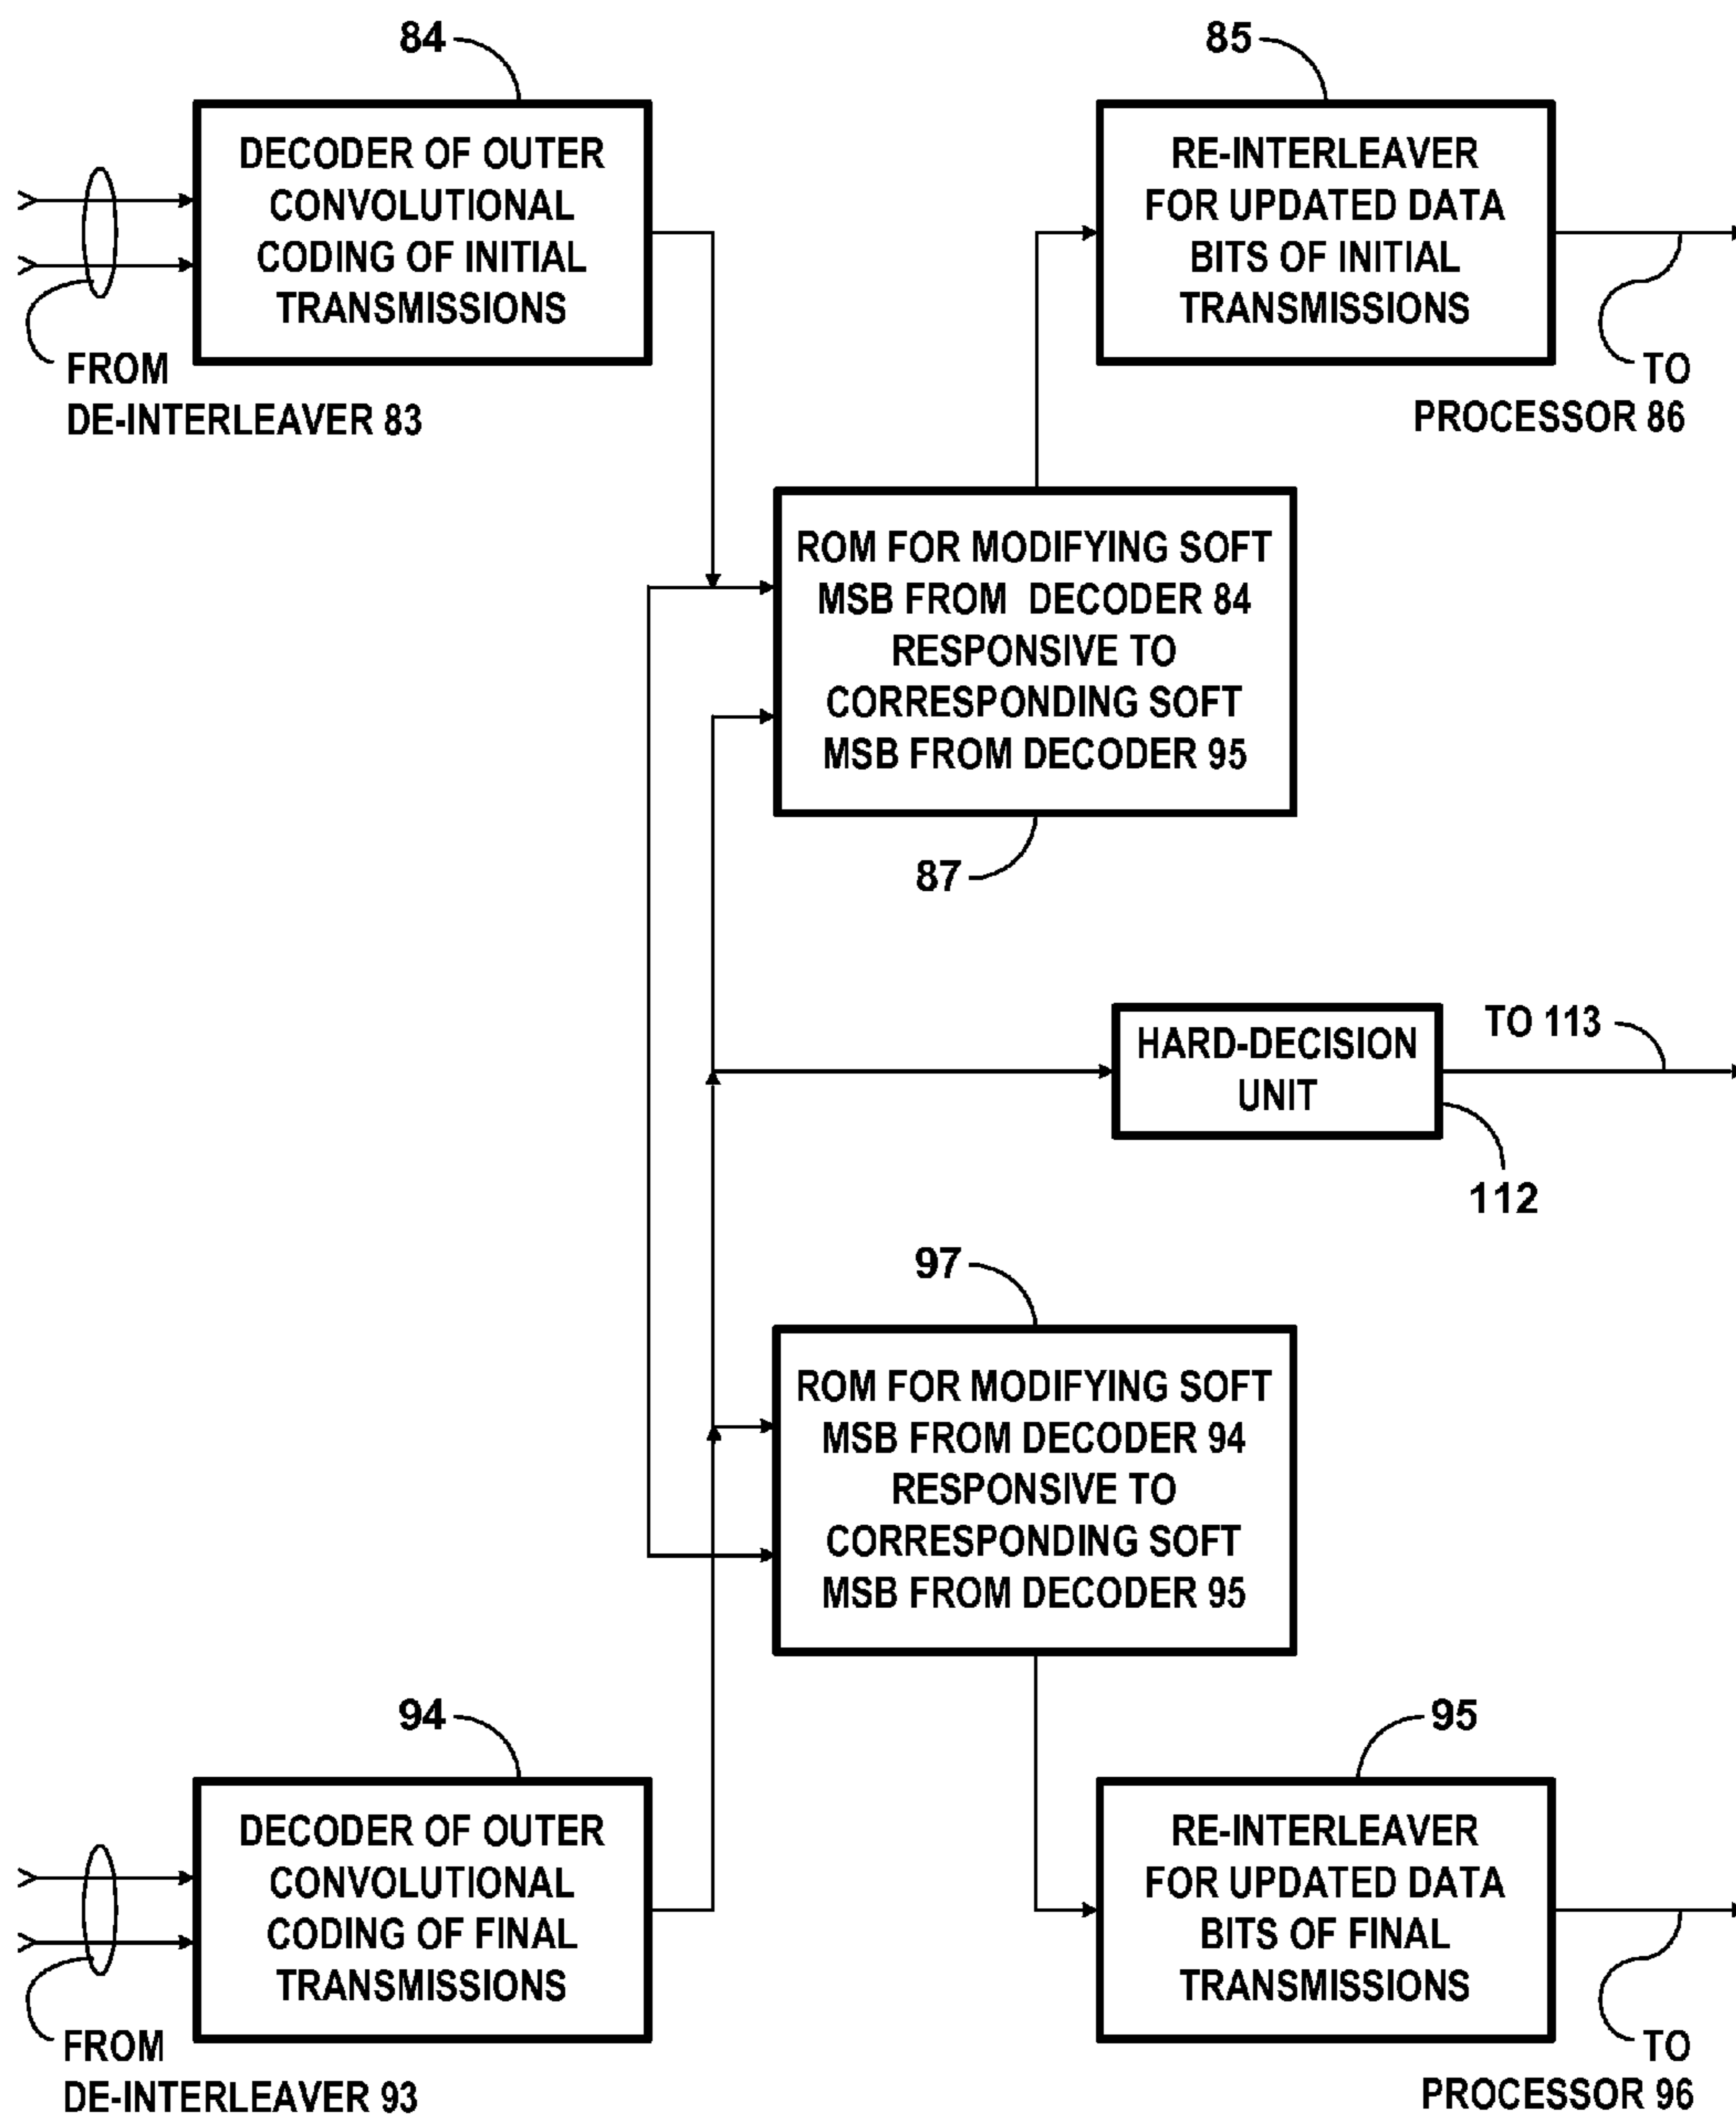 84
85
DECODER OF OUTER
CONVOLUTIONAL
CODING OF INITIAL
TRANSMISSIONS
RE-INTERLEAVER
FOR UPDATED DATA
BITS OF INITIAL
TRANSMISSIONS
FROM
DE-INTERLEAVER 83
TO
PROCESSOR 86
ROM FOR MODIFYING SOFT
MSB FROM DECODER 84
RESPONSIVE TO
CORRESPONDING SOFT
MSB FROM DECODER 95
87
HARD-DECISION
UNIT
TO 113
112
97
ROM FOR MODIFYING SOFT
MSB FROM DECODER 94
RESPONSIVE TO
CORRESPONDING SOFT
MSB FROM DECODER 95
94
95
DECODER OF OUTER
CONVOLUTIONAL
CODING OF FINAL
TRANSMISSIONS
RE-INTERLEAVER
FOR UPDATED DATA
BITS OF FINAL
TRANSMISSIONS
FROM
DE-INTERLEAVER 93
TO
PROCESSOR 96